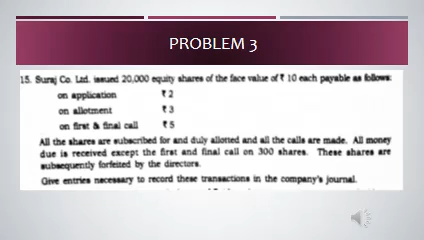 PROBLEM 3
15. Suraj Co. Ltd. issued 20,000 equity shares of the face value of ₹ 10 each payable as follows:
on application ₹ 2
on allotment ₹ 3
on first & final call ₹ 5
All the shares are subscribed for and duly allotted and all the calls are made. All money
due is received except the first and final call on 300 shares. These shares are
subsequently forfeited by the directors.
Give entries necessary to record these transactions in the company's journal.